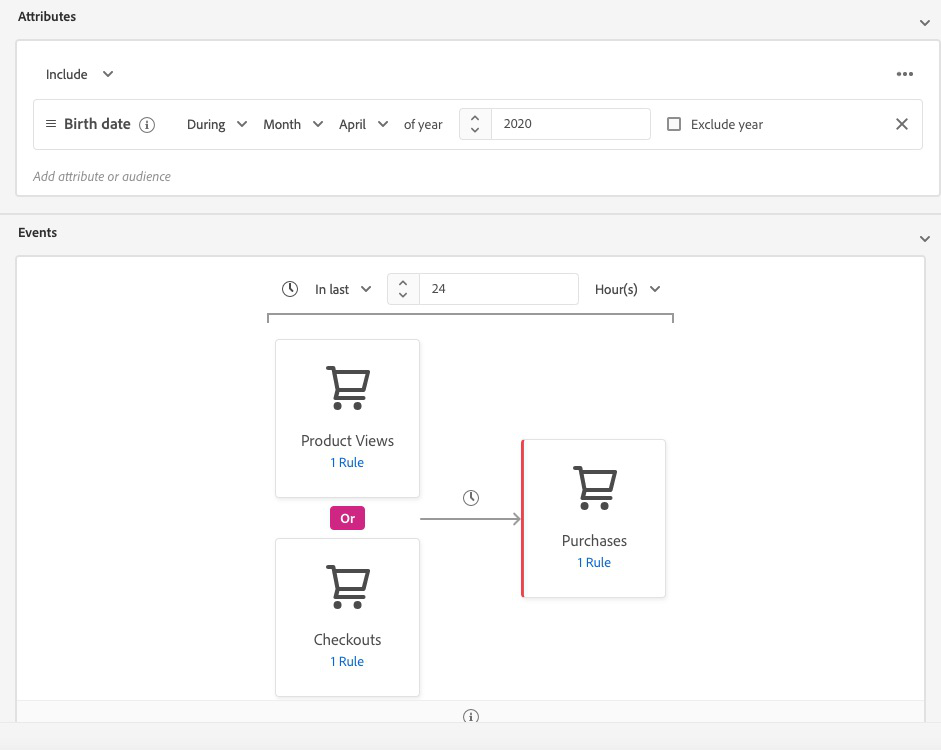 Attributes
Include
Birth date During Month April of year 2020 Exclude year
Add attribute or audience
Events
In last 24 Hour(s)
Product Views
1 Rule
Or
Checkouts
1 Rule
Purchases
1 Rule